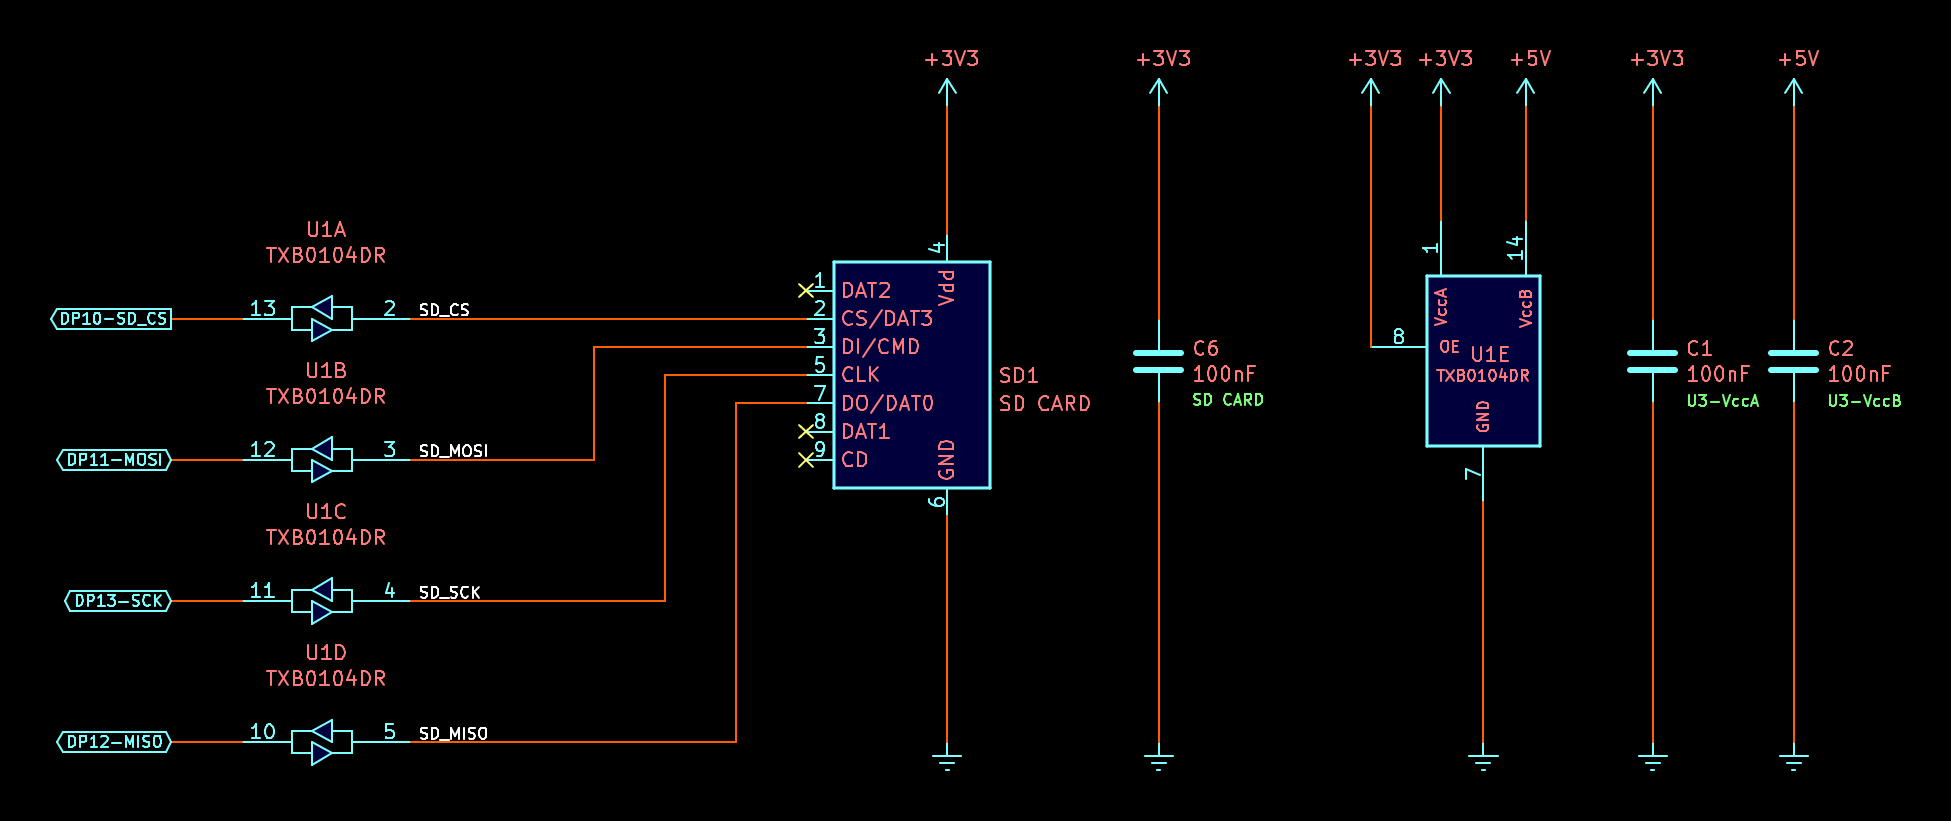 +3V3
+3V3
+3V3
+3V3
+5V
+3V3
+5V
U1A
TXB0104DR
DP10-SD_CS
13
2
SD_CS
U1B
TXB0104DR
DP11-MOSI
12
3
SD_MOSI
U1C
TXB0104DR
DP13-SCK
11
4
SD_SCK
U1D
TXB0104DR
DP12-MISO
10
5
SD_MISO
4
Vdd
1
DAT2
2
CS/DAT3
3
DI/CMD
5
CLK
7
DO/DAT0
8
DAT1
9
CD
GND
6
SD1
SD CARD
C6
100nF
SD CARD
1
14
VccA
VccB
8
OE
U1E
TXB0104DR
GND
7
C1
100nF
U3-VccA
C2
100nF
U3-VccB